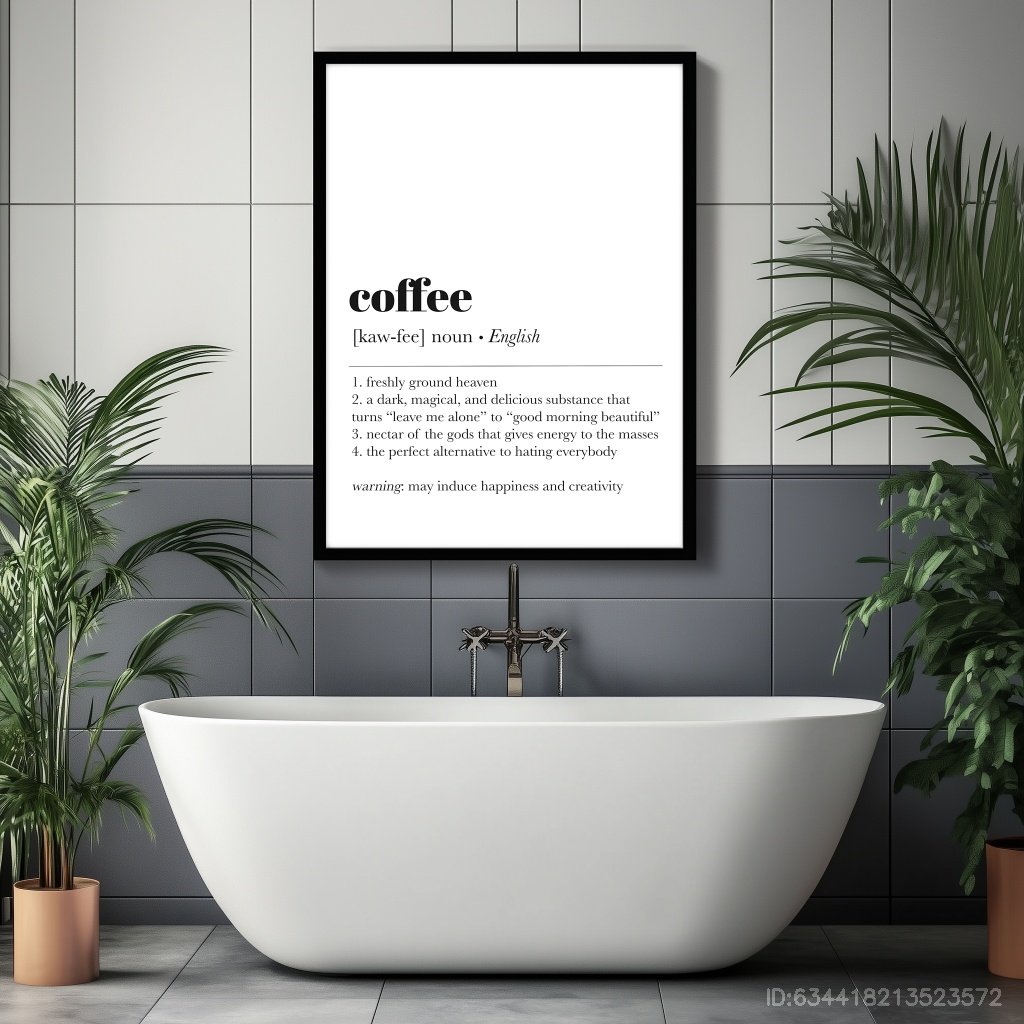 coffee
[kaw-fee] noun • English
1. freshly ground heaven
2. a dark, magical, and delicious substance that
turns “leave me alone” to “good morning beautiful”
3. nectar of the gods that gives energy to the masses
4. the perfect alternative to hating everybody
warning: may induce happiness and creativity
ID:634418213523572